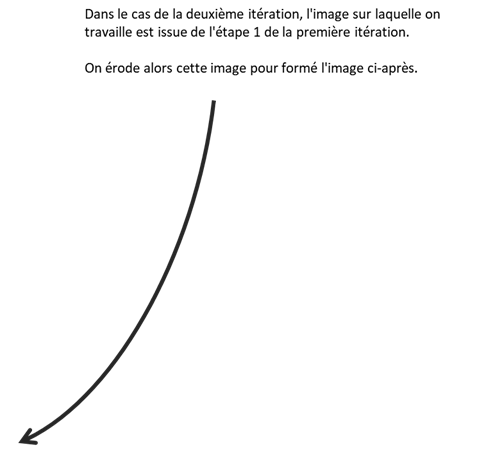 Dans le cas de la deuxième itération, l'image sur laquelle on
travaille est issue de l'étape 1 de la première itération.
On érode alors cette image pour formé l'image ci-après.